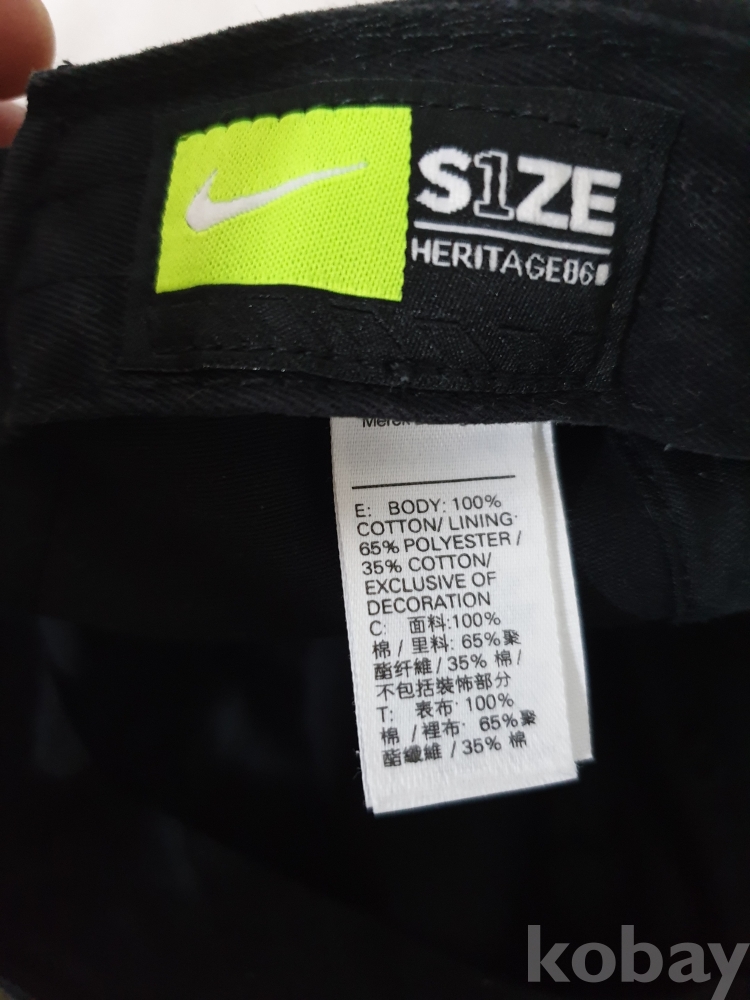 S1ZE
HERITAGE86
E: BODY: 100%
COTTON/ LINING:
65% POLYESTER /
35% COTTON/
EXCLUSIVE OF
DECORATION
C: 面料:100%
棉 / 里料: 65%聚
酯纤維 / 35% 棉 /
不包括裝饰部分
T: 表布: 100%
棉 / 裡布: 65%聚
酯纖維 / 35% 棉
kobay